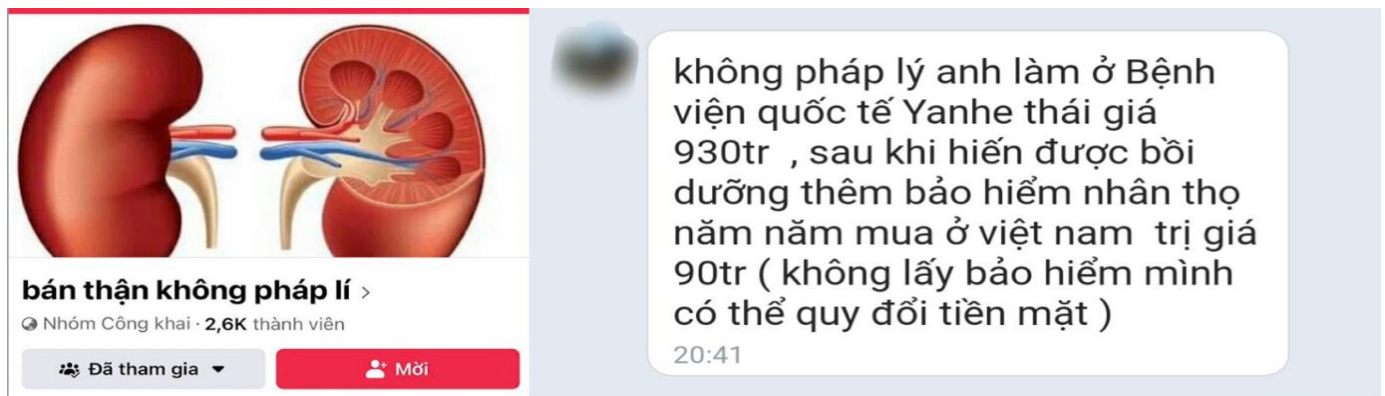 bán thận không pháp lí >
Nhóm Công khai · 2,6K thành viên
Đã tham gia
Mời
không pháp lý anh làm ở Bệnh
viện quốc tế Yanhe thái giá
930tr , sau khi hiến được bồi
dưỡng thêm bảo hiểm nhân thọ
năm năm mua ở việt nam trị giá
90tr ( không lấy bảo hiểm mình
có thể quy đổi tiền mặt )
20:41